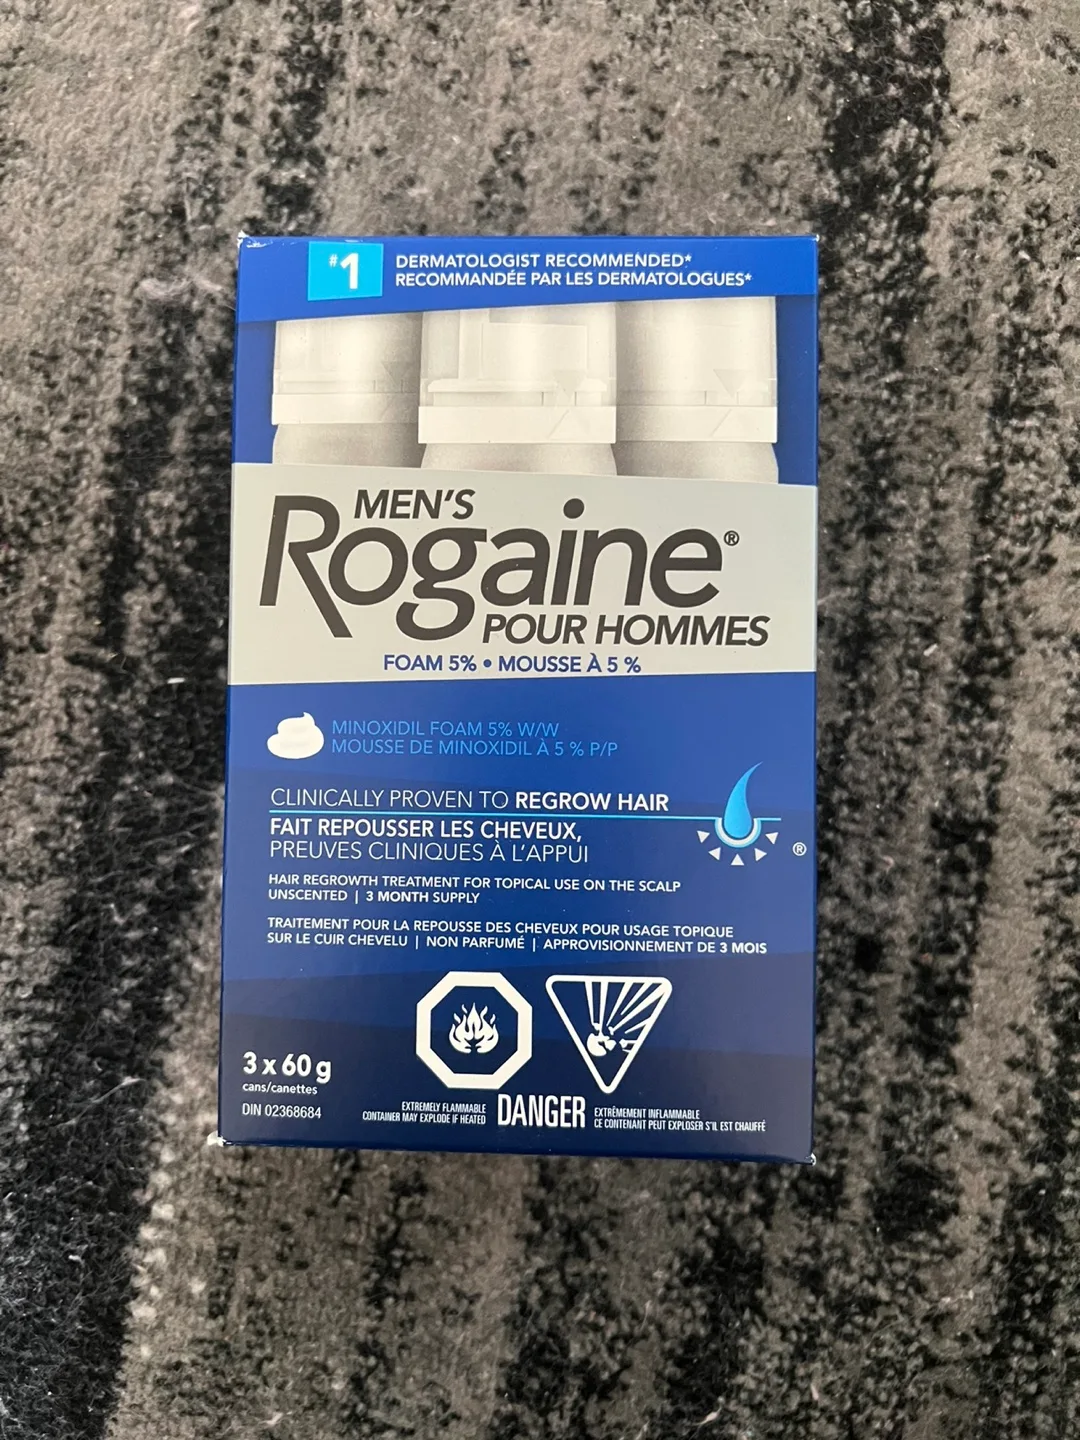 #1
DERMATOLOGIST RECOMMENDED*
RECOMMANDÉE PAR LES DERMATOLOGUES*
MEN'S
Rogaine®
POUR HOMMES
FOAM 5% • MOUSSE À 5 %
MINOXIDIL FOAM 5% W/W
MOUSSE DE MINOXIDIL À 5 % P/P
CLINICALLY PROVEN TO REGROW HAIR
FAIT REPOUSSER LES CHEVEUX,
PREUVES CLINIQUES À L'APPUI
®
HAIR REGROWTH TREATMENT FOR TOPICAL USE ON THE SCALP
UNSCENTED | 3 MONTH SUPPLY
TRAITEMENT POUR LA REPOUSSE DES CHEVEUX POUR USAGE TOPIQUE
SUR LE CUIR CHEVELU | NON PARFUMÉ | APPROVISIONNEMENT DE 3 MOIS
3 x 60 g
cans/canettes
DIN 02368684
EXTREMELY FLAMMABLE
CONTAINER MAY EXPLODE IF HEATED
DANGER
EXTRÊMEMENT INFLAMMABLE
CE CONTENANT PEUT EXPLOSER S'IL EST CHAUFFÉ